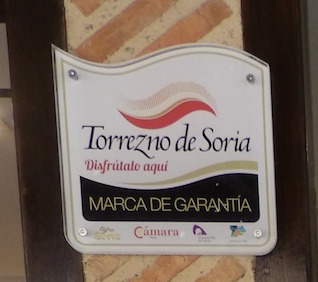 Torrezno de Soria
Disfrútalo aquí
MARCA DE GARANTÍA
Cámara